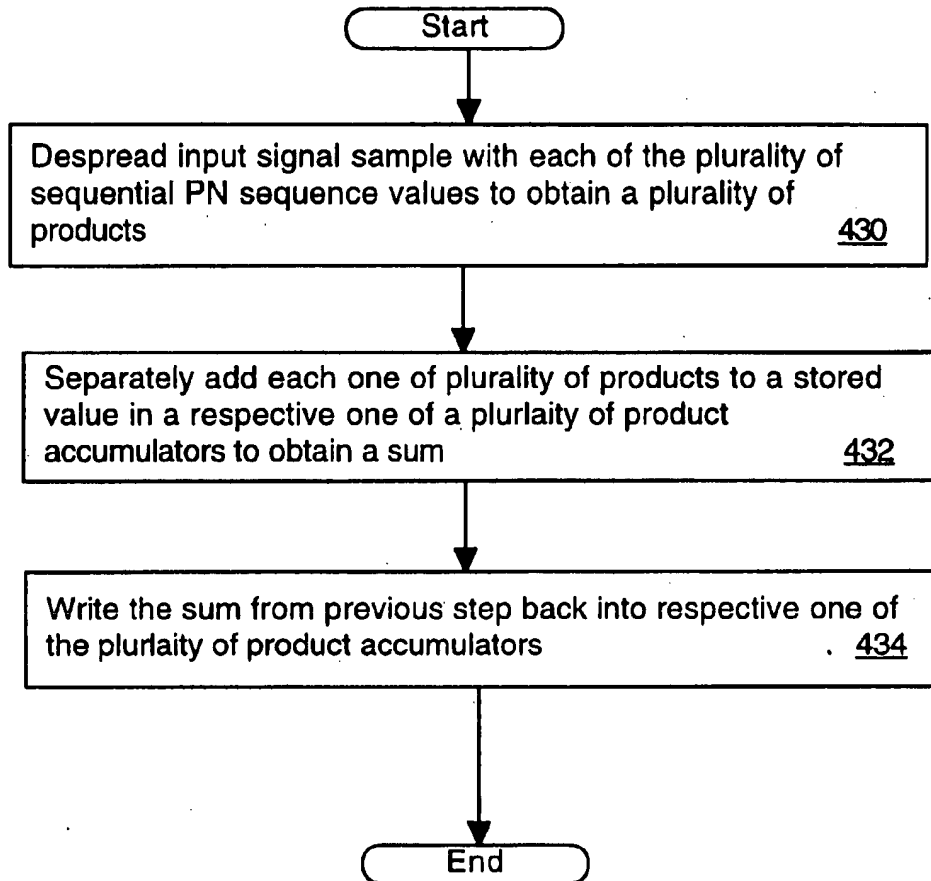 Start
Despread input signal sample with each of the plurality of
sequential PN sequence values to obtain a plurality of
products 430
Separately add each one of plurality of products to a stored
value in a respective one of a plurlaity of product
accumulators to obtain a sum 432
Write the sum from previous step back into respective one of
the plurlaity of product accumulators 434
End